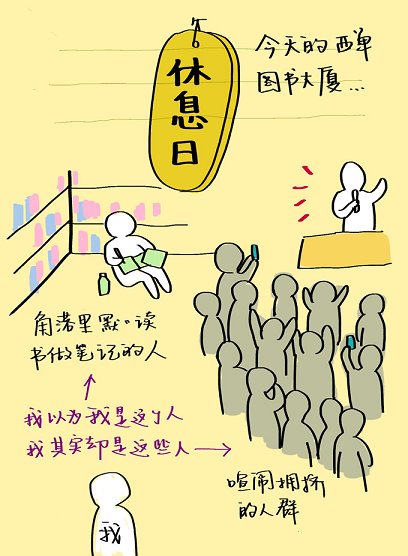 休息日
今天的西单
图书大厦...
角落里默默读
书做笔记的人
我以为我是这个人
我其实却是这些人
喧闹拥挤
的人群
我